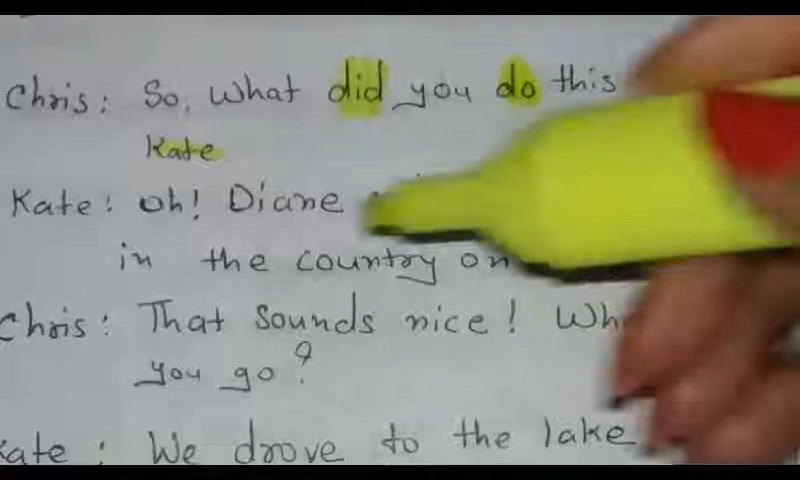 Chris: So, What did you do this
Kate
Kate: oh! Diane
in the country on
Chris: That sounds nice!
you go?
Kate: We drove to the lake